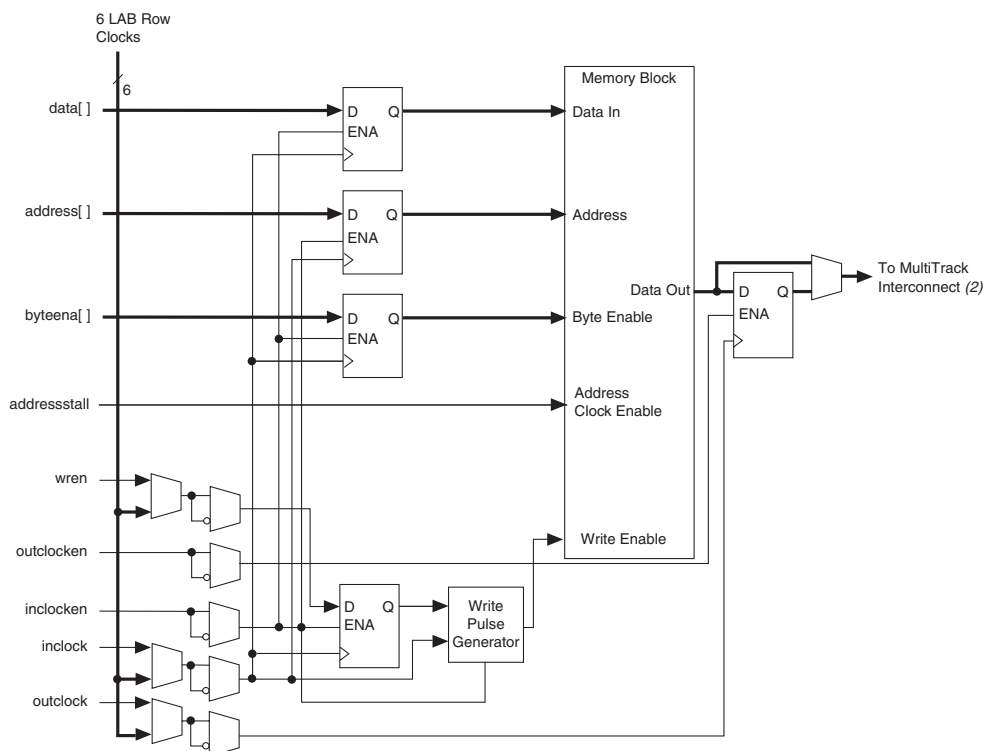 6 LAB Row
Clocks
6
data[ ]
D Q
ENA
Memory Block
Data In
address[ ]
D Q
ENA
Address
byteena[ ]
D Q
ENA
Byte Enable
Data Out
D Q
ENA
To MultiTrack
Interconnect (2)
addressstall
Address
Clock Enable
wren
outclocken
Write Enable
inclocken
D Q
ENA
Write
Pulse
Generator
inclock
outclock